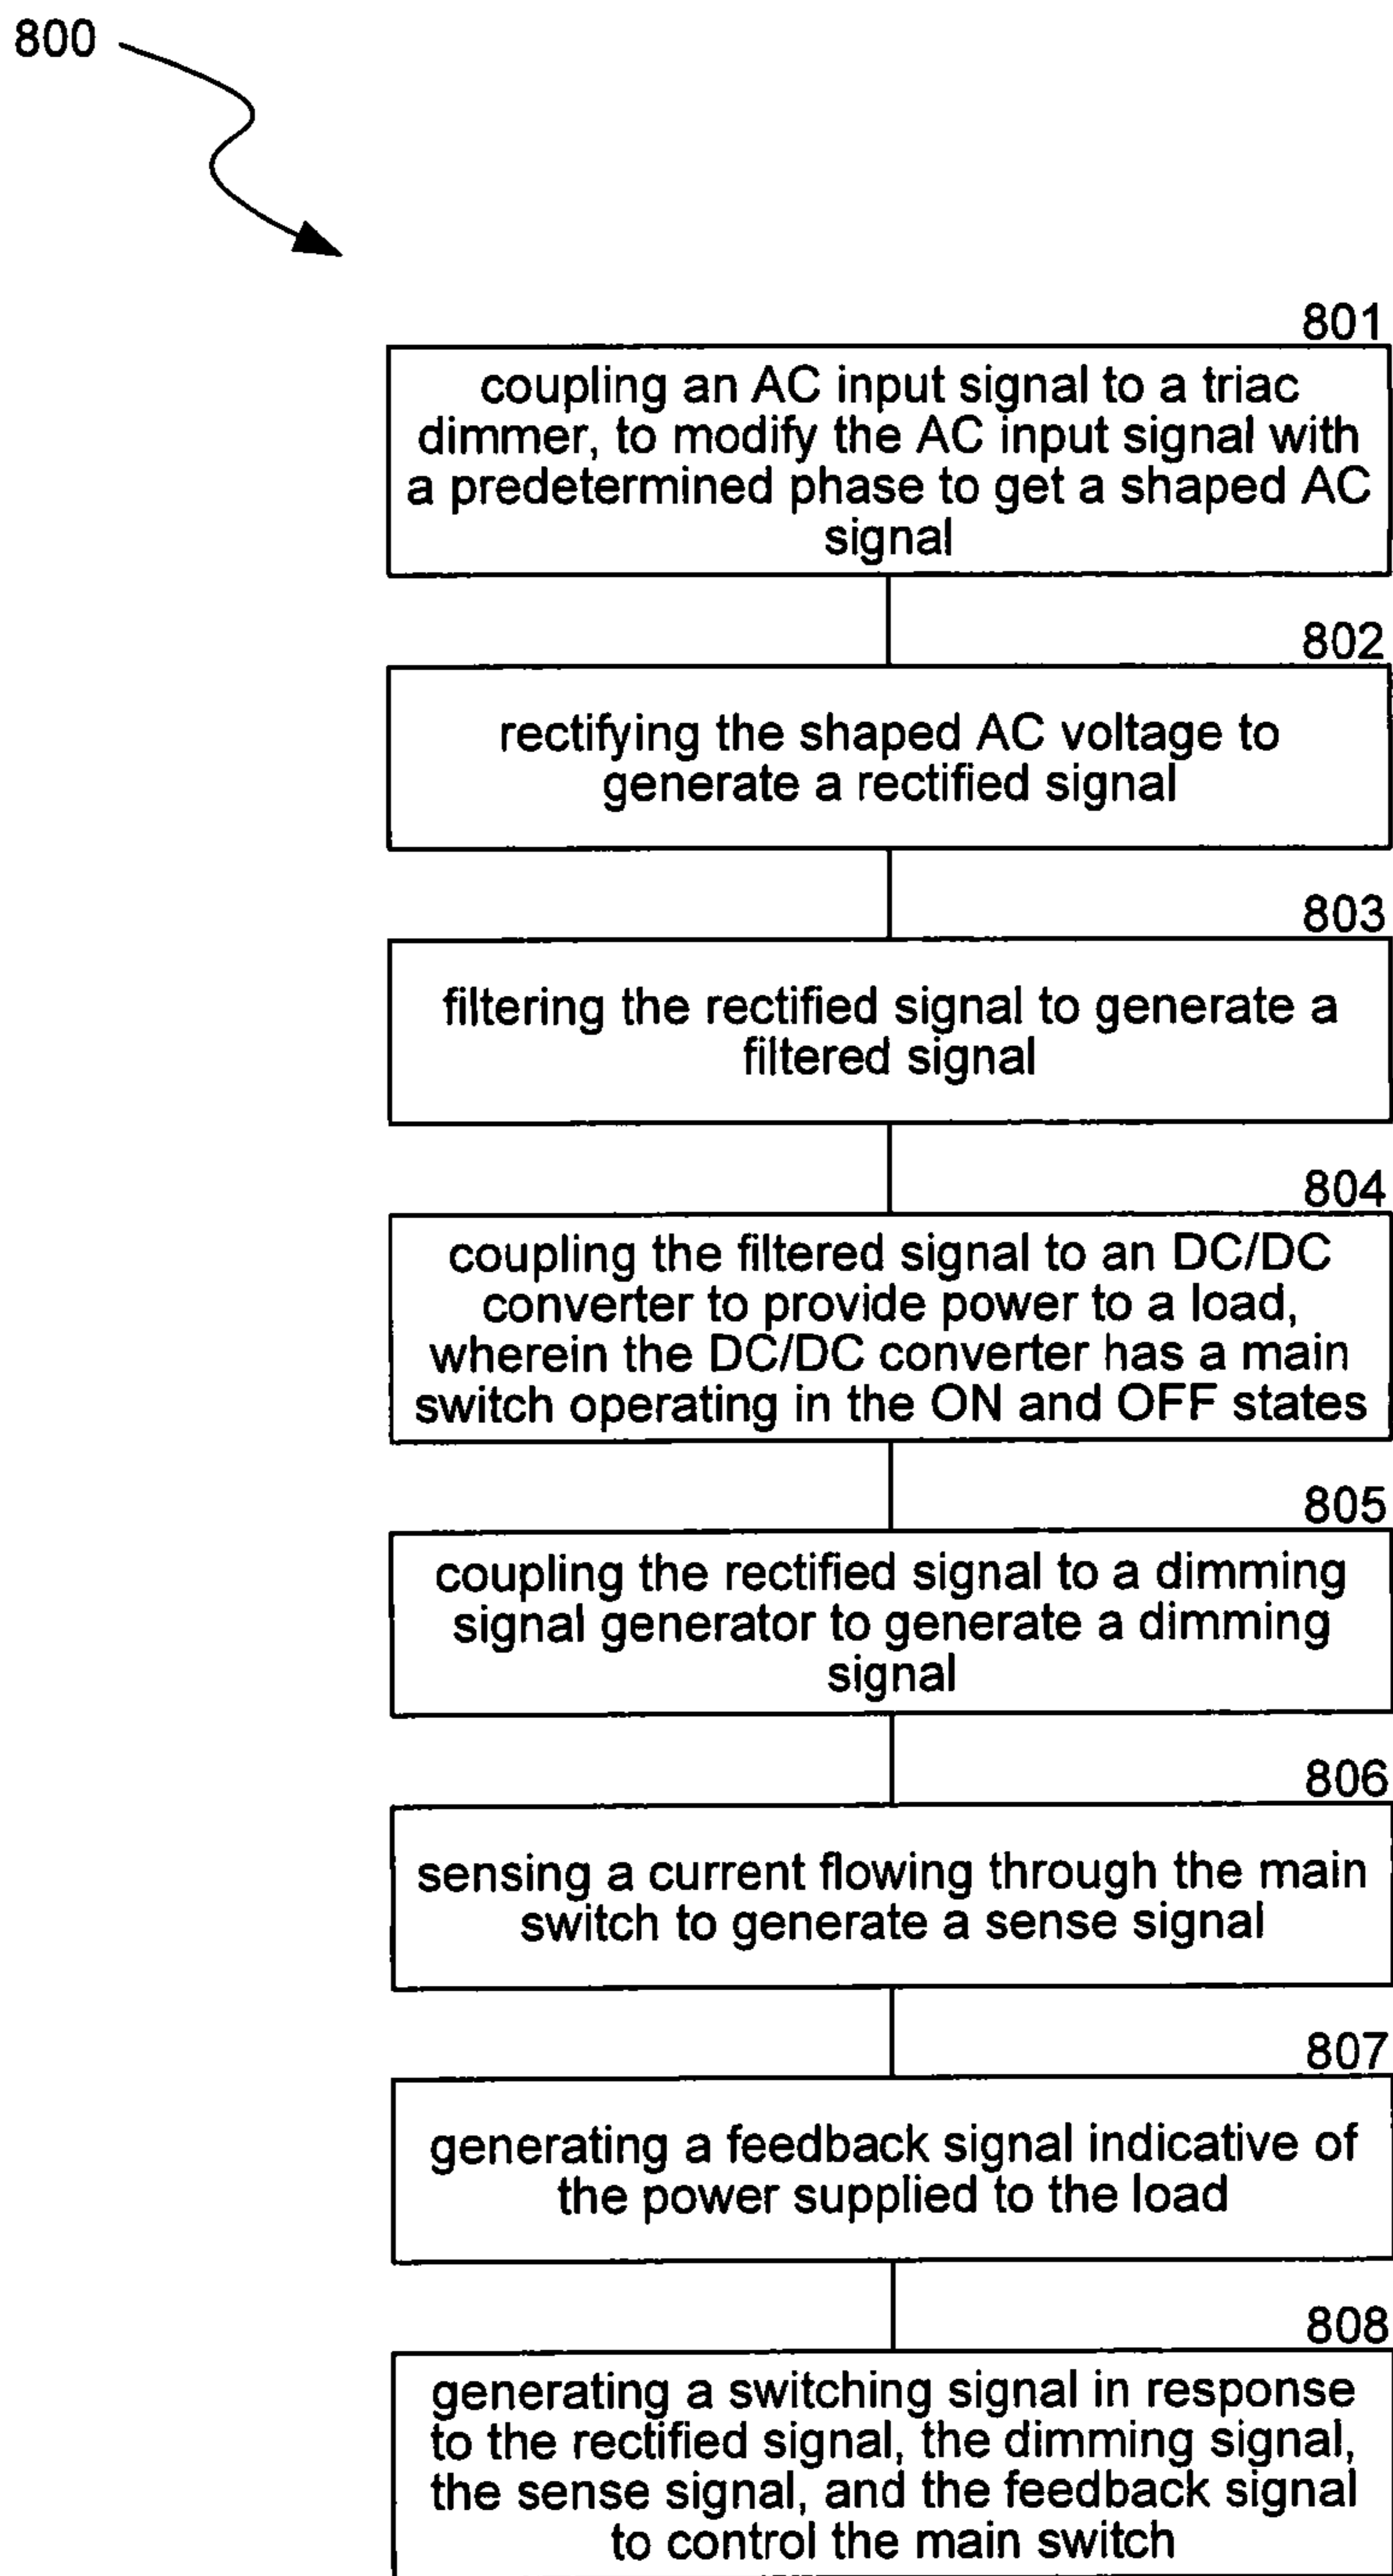 800
801
coupling an AC input signal to a triac
dimmer, to modify the AC input signal with
a predetermined phase to get a shaped AC
signal
802
rectifying the shaped AC voltage to
generate a rectified signal
803
filtering the rectified signal to generate a
filtered signal
804
coupling the filtered signal to an DC/DC
converter to provide power to a load,
wherein the DC/DC converter has a main
switch operating in the ON and OFF states
805
coupling the rectified signal to a dimming
signal generator to generate a dimming
signal
806
sensing a current flowing through the main
switch to generate a sense signal
807
generating a feedback signal indicative of
the power supplied to the load
808
generating a switching signal in response
to the rectified signal, the dimming signal,
the sense signal, and the feedback signal
to control the main switch